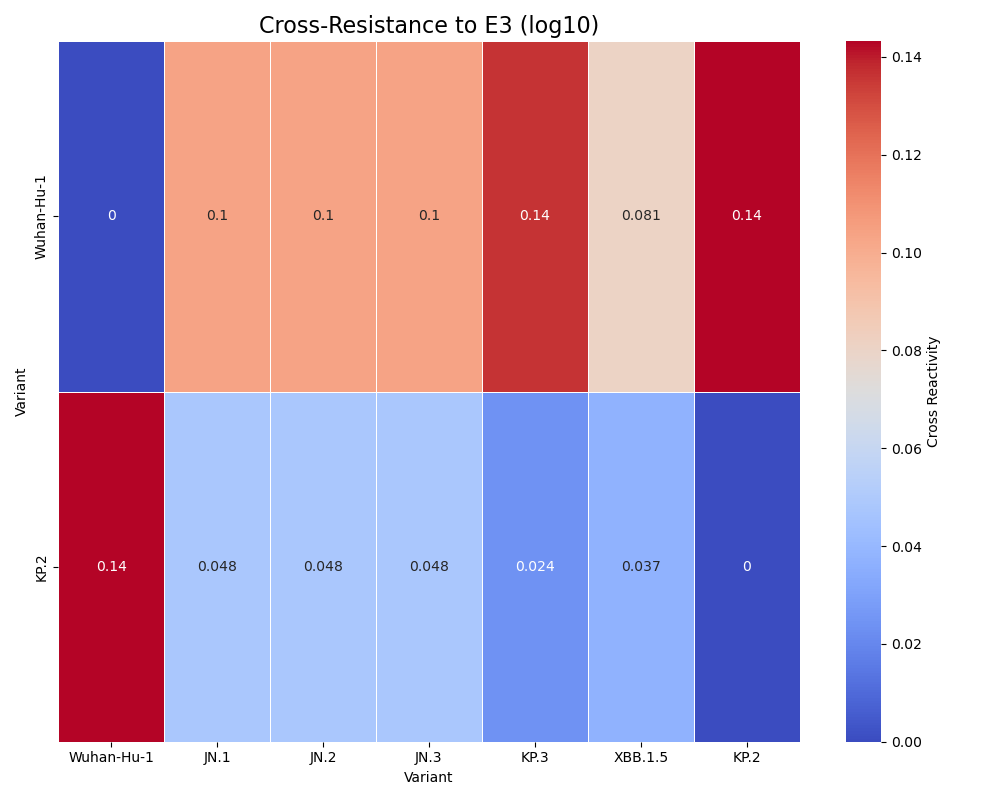 Cross-Resistance to E3 (log10)
Variant
Wuhan-Hu-1
0 0.1 0.1 0.1 0.14 0.081 0.14
KP.2
0.14 0.048 0.048 0.048 0.024 0.037 0
Wuhan-Hu-1 JN.1 JN.2 JN.3 KP.3 XBB.1.5 KP.2
Variant
0.14
0.12
0.10
0.08
0.06
0.04
0.02
0.00
Cross Reactivity